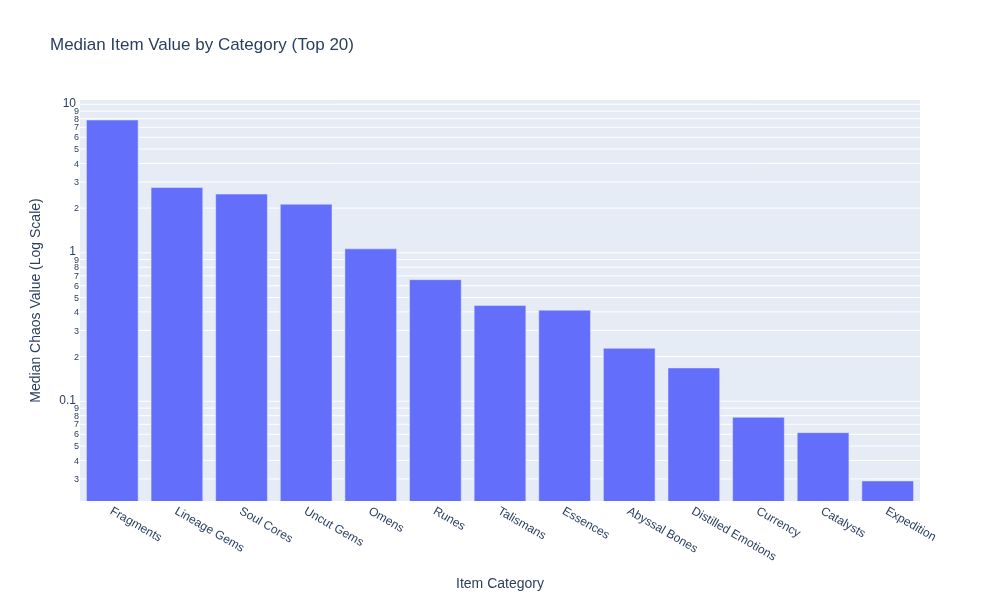 Median Item Value by Category (Top 20)
Median Chaos Value (Log Scale)
10
9
8
7
6
5
4
3
2
1
9
8
7
6
5
4
3
2
0.1
9
8
7
6
5
4
3
Fragments
Lineage Gems
Soul Cores
Uncut Gems
Omens
Runes
Talismans
Essences
Abyssal Bones
Distilled Emotions
Currency
Catalysts
Expedition
Item Category